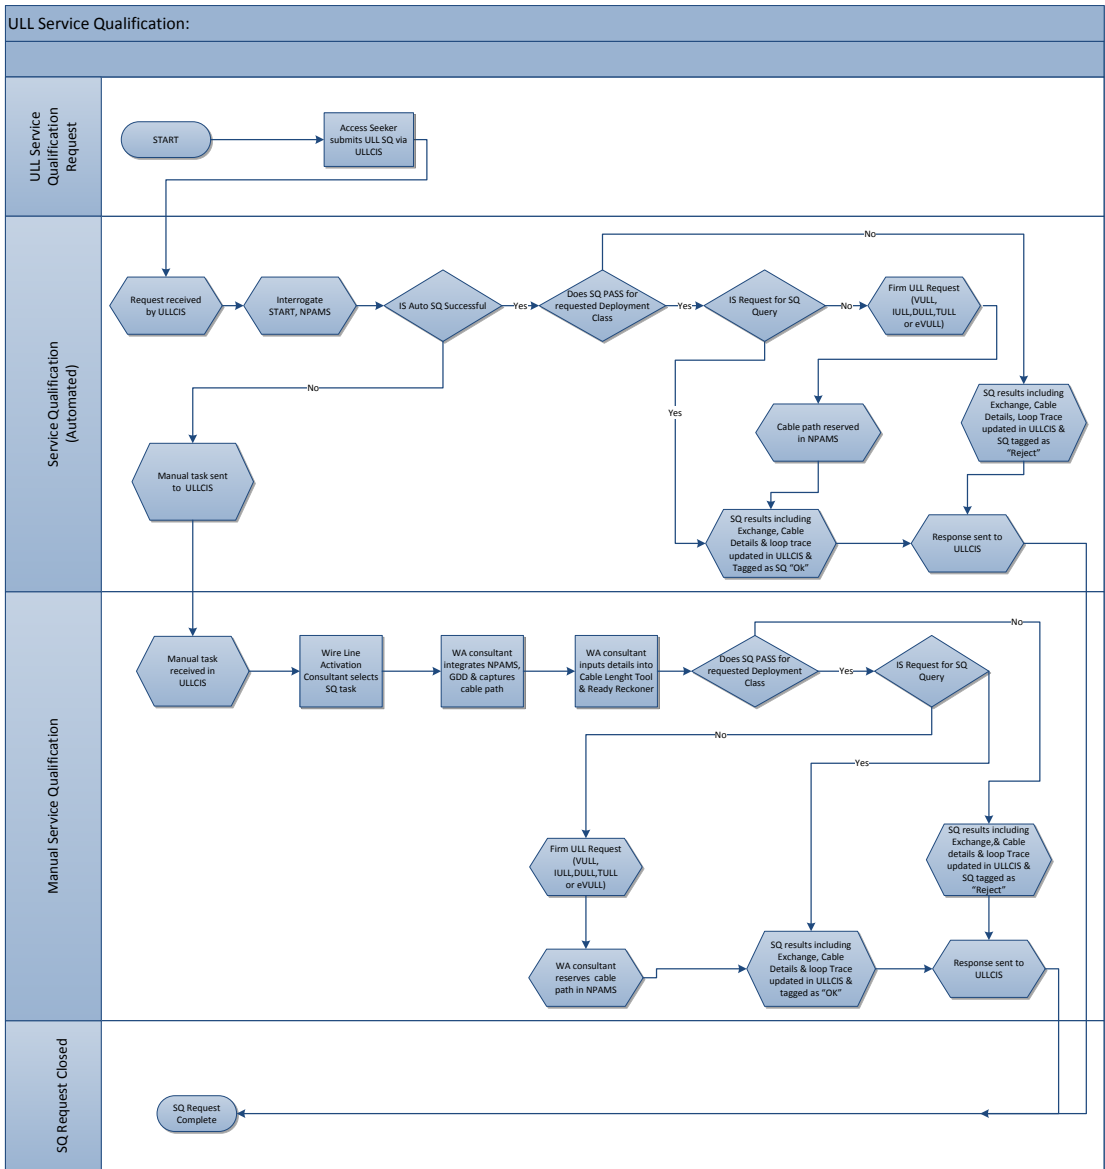 ULL Service Qualification:
ULL Service
Qualification
Request
START
Access Seeker
submits ULL SQ via
ULLCIS
Service Qualification
(Automated)
Request received
by ULLCIS
Interrogate
START, NPAMS
IS Auto SQ Successful
Yes
Does SQ PASS for
requested Deployment
Class
Yes
No
IS Request for SQ
Query
No
Firm ULL Request
(VULL,
IULL,DULL,TULL
or eVULL)
No
Yes
Cable path reserved
in NPAMS
SQ results including
Exchange, Cable
Details, Loop Trace
updated in ULLCIS &
SQ tagged as
“Reject”
Manual task sent
to ULLCIS
SQ results including
Exchange, Cable
Details & loop trace
updated in ULLCIS &
Tagged as SQ “Ok”
Response sent to
ULLCIS
Manual Service Qualification
Manual task
received in
ULLCIS
Wire Line
Activation
Consultant selects
SQ task
WA consultant
integrates NPAMS,
GDD & captures
cable path
WA consultant
inputs details into
Cable Lenght Tool
& Ready Reckoner
Does SQ PASS for
requested Deployment
Class
No
Yes
IS Request for SQ
Query
No
Yes
Firm ULL Request
(VULL,
IULL,DULL,TULL
or eVULL)
SQ results including
Exchange,& Cable
details & loop Trace
updated in ULLCIS &
SQ tagged as
“Reject”
WA consultant
reserves cable
path in NPAMS
SQ results including
Exchange, Cable
Details & loop Trace
updated in ULLCIS &
tagged as “OK”
Response sent to
ULLCIS
SQ Request Closed
SQ Request
Complete